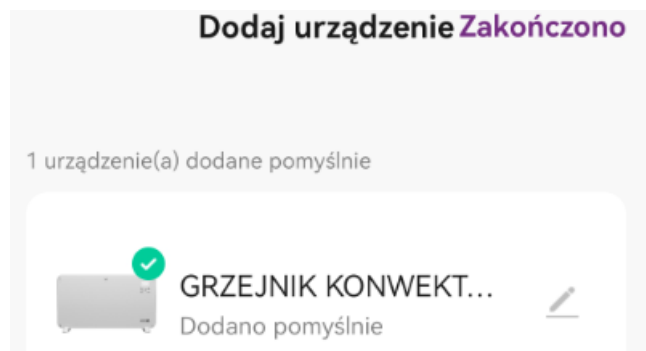 Dodaj urządzenie Zakończono
1 urządzenie(a) dodane pomyślnie
GRZEJNIK KONWEKT...
Dodano pomyślnie